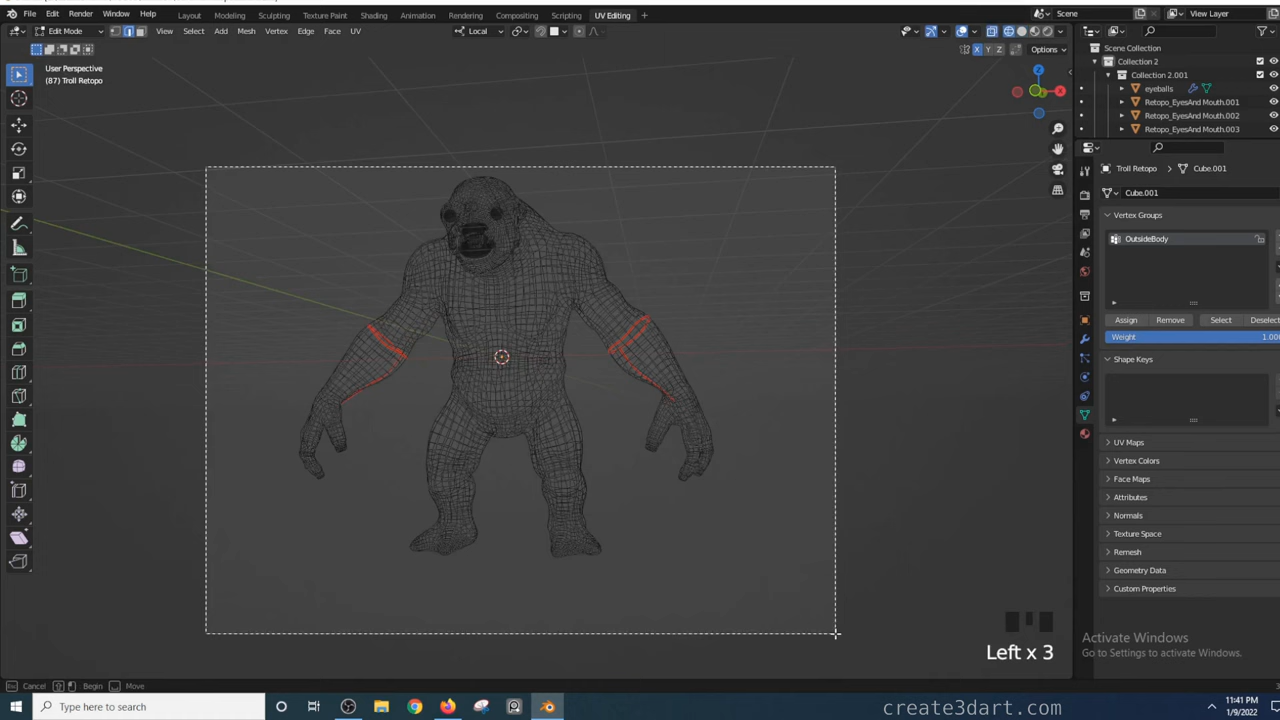 File Edit Render Window Help Layout Modeling Sculpting Texture Paint Shading Animation Rendering Compositing Scripting UV Editing + Scene View Layer
Edit Mode View Select Add Mesh Vertex Edge Face UV Local
X Y Z Options
User Perspective
(87) Troll Retopo
Z
X
Scene Collection
Collection 2
Collection 2.001
eyeballs
Retopo_EyesAnd Mouth.001
Retopo_EyesAnd Mouth.002
Retopo_EyesAnd Mouth.003
Troll Retopo Cube.001
Cube.001
Vertex Groups
OutsideBody
Assign Remove Select Deselect
Weight 1.00
Shape Keys
UV Maps
Vertex Colors
Face Maps
Attributes
Normals
Texture Space
Remesh
Geometry Data
Custom Properties
Left x 3
Activate Windows
Go to Settings to activate Windows.
Cancel Begin Move
Type here to search
11:41 PM
1/9/2022
create3dart.com